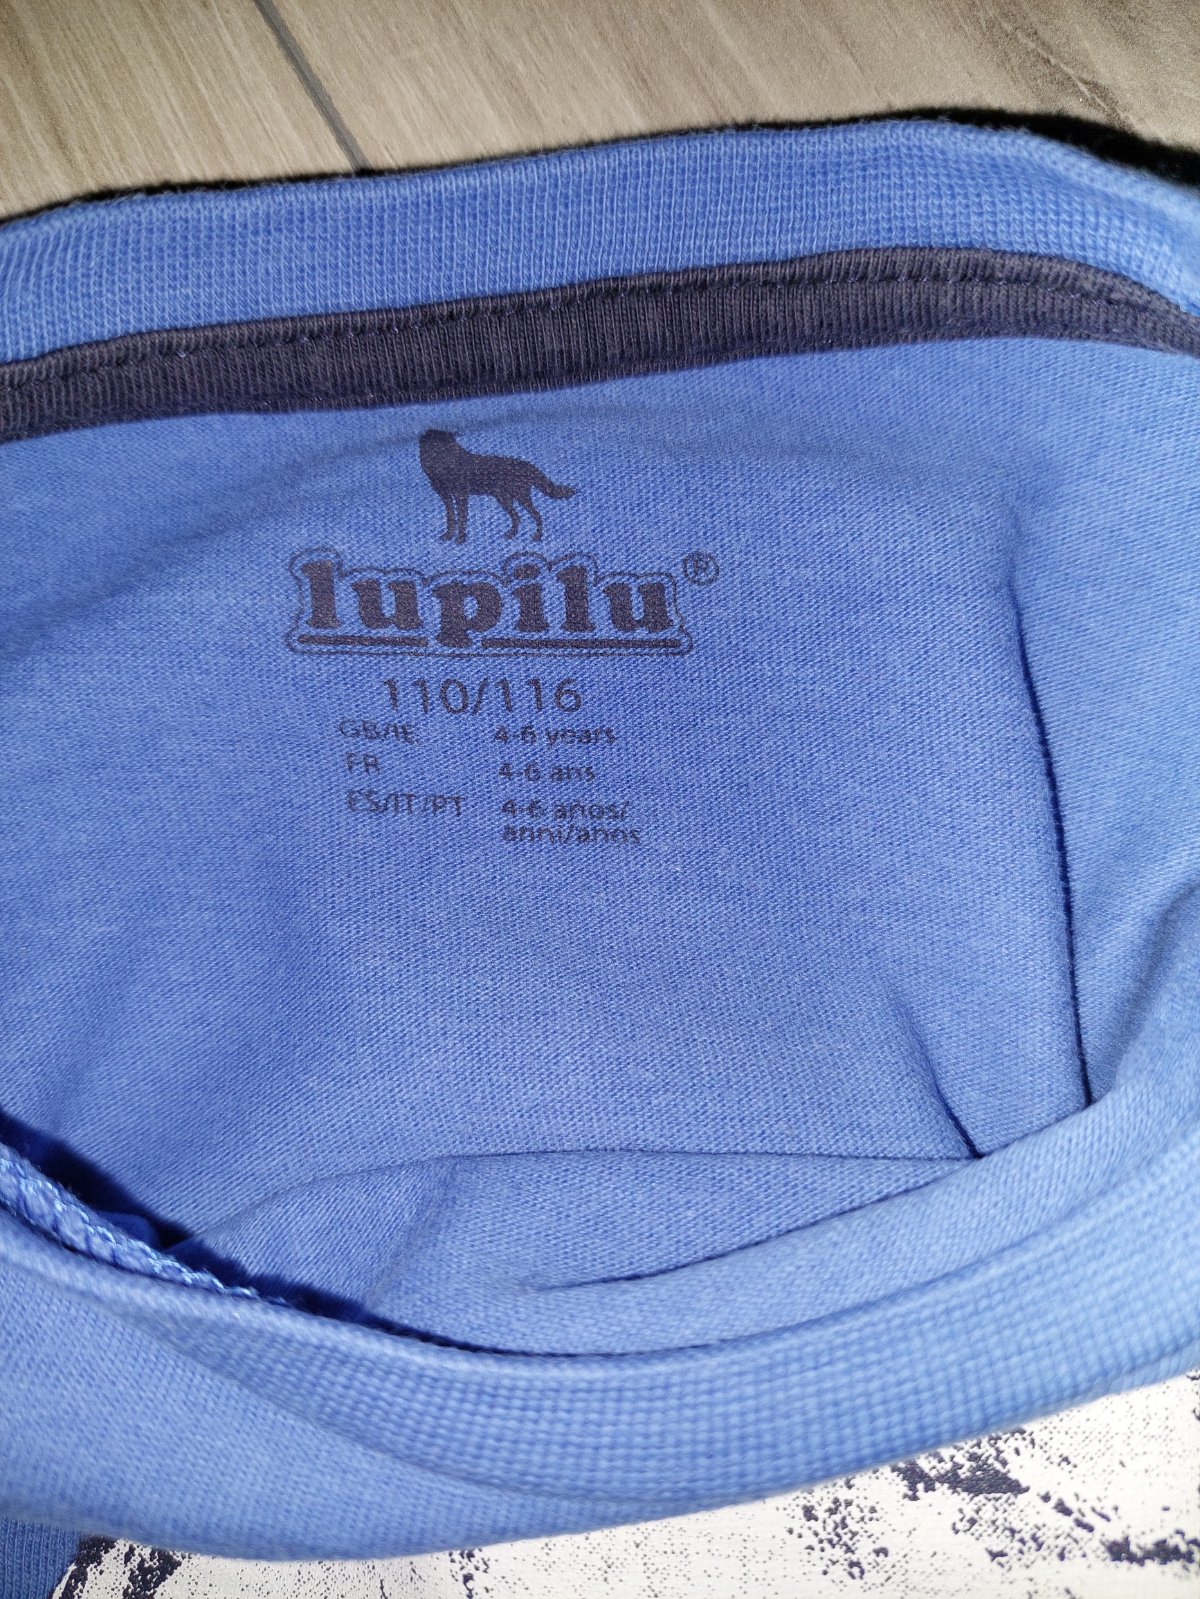 lupilu®
110/116
GB/IE 4-6 years
FR 4-6 ans
ES/IT/PT 4-6 años/
anni/anos